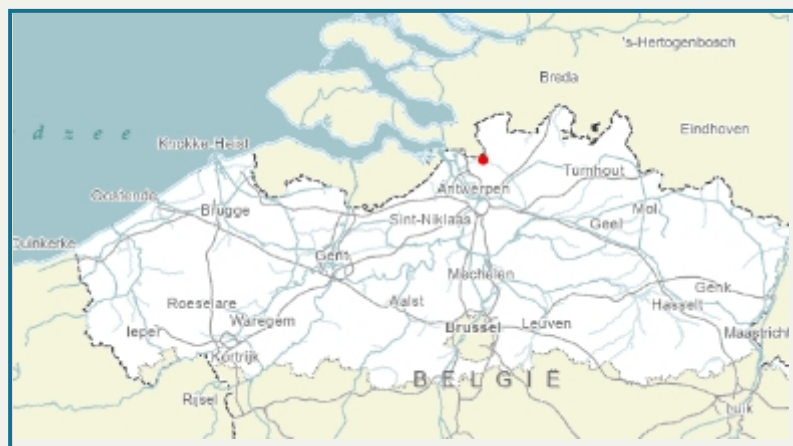 's-Hertogenbosch
Breda
d z e e
Eindhoven
Knokke-Heist
Turnhout
Antwerpen
Oostende
Brugge
Mol
Sint-Niklaas
Geel
Duinkerke
Gent
Mechelen
Genk
Roeselare
Aalst
Hasselt
Waregem
Brussel
Leuven
Ieper
Maastricht
Kortrijk
BELGIË
Rijsel
Luik